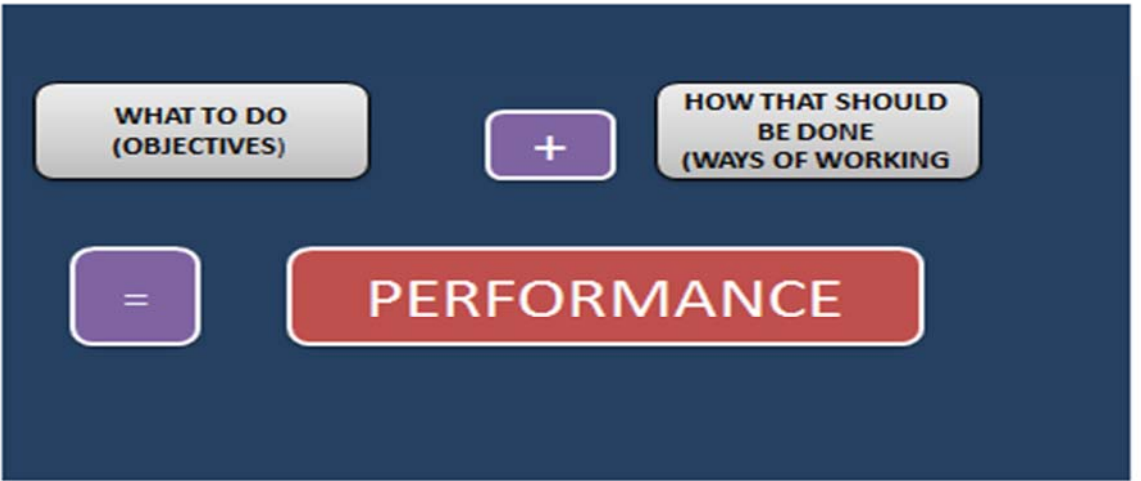 WHAT TO DO
(OBJECTIVES)
+
HOW THAT SHOULD
BE DONE
(WAYS OF WORKING
=
PERFORMANCE